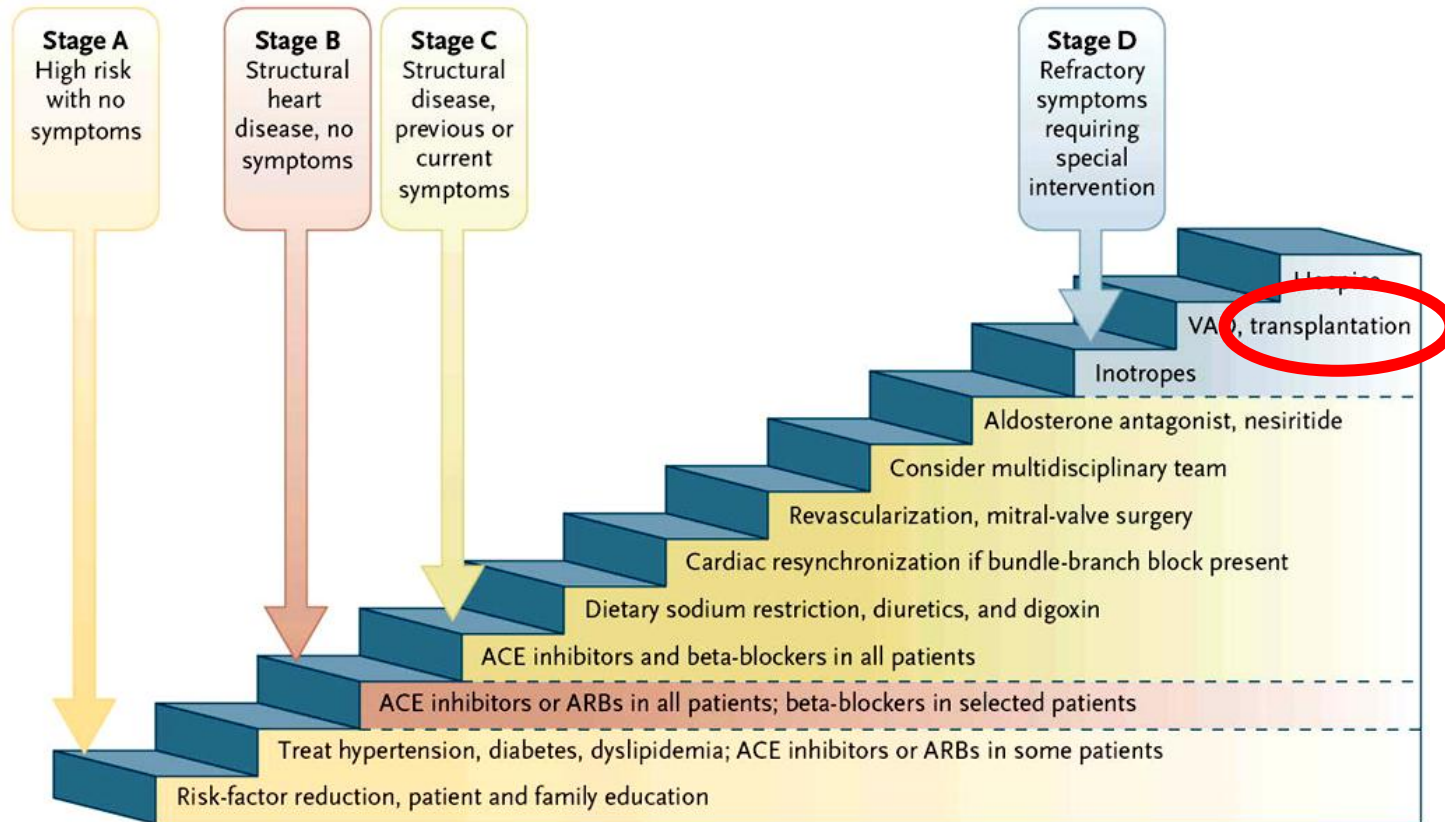 Stage A
High risk
with no
symptoms
Stage B
Structural
heart
disease, no
symptoms
Stage C
Structural
disease,
previous or
current
symptoms
Stage D
Refractory
symptoms
requiring
special
intervention
Hospice
VAD, transplantation
Inotropes
Aldosterone antagonist, nesiritide
Consider multidisciplinary team
Revascularization, mitral-valve surgery
Cardiac resynchronization if bundle-branch block present
Dietary sodium restriction, diuretics, and digoxin
ACE inhibitors and beta-blockers in all patients
ACE inhibitors or ARBs in all patients; beta-blockers in selected patients
Treat hypertension, diabetes, dyslipidemia; ACE inhibitors or ARBs in some patients
Risk-factor reduction, patient and family education